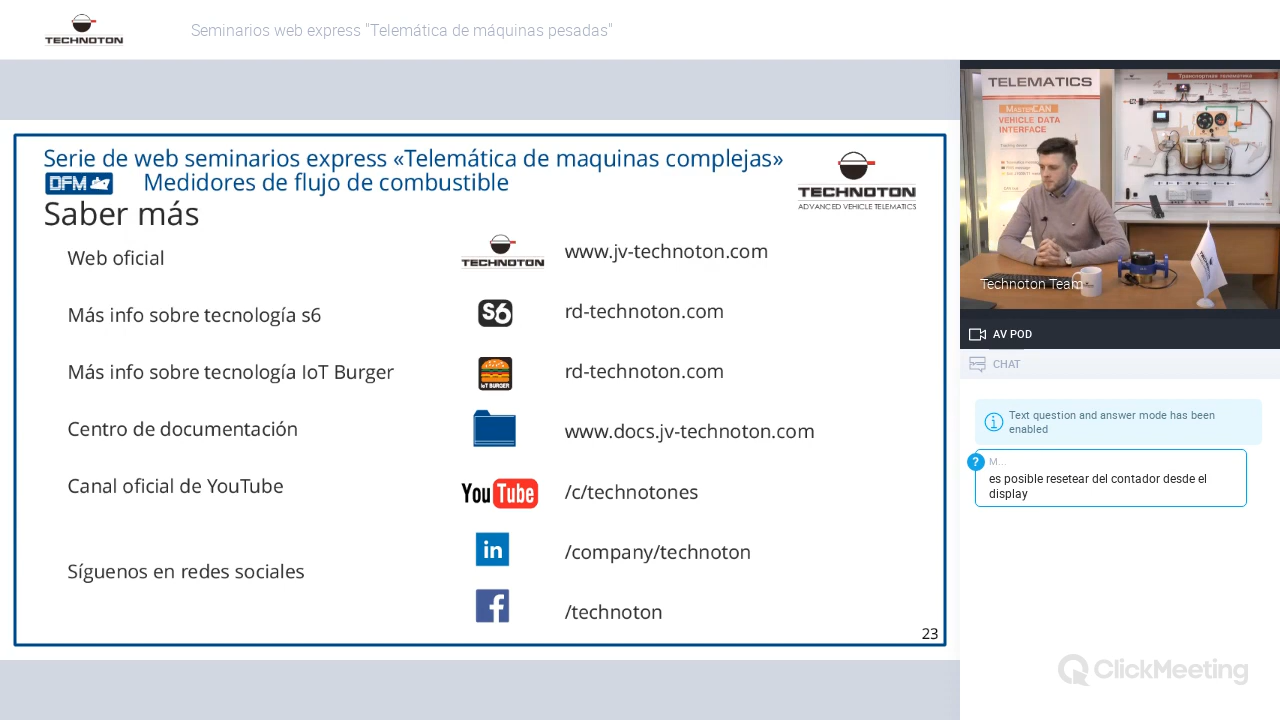 TECHNOTON
Seminarios web express "Telemática de máquinas pesadas"
Serie de web seminarios express «Telemática de maquinas complejas»
DFM
Medidores de flujo de combustible
TECHNOTON
ADVANCED VEHICLE TELEMATICS
Saber más
Web oficial
TECHNOTON
www.jv-technoton.com
Más info sobre tecnología s6
S6
rd-technoton.com
Más info sobre tecnología IoT Burger
IoT BURGER
rd-technoton.com
Centro de documentación
www.docs.jv-technoton.com
Canal oficial de YouTube
YouTube
/c/technotones
in
/company/technoton
Síguenos en redes sociales
f
/technoton
23
TELEMATICS
MasterCAN
VEHICLE DATA
INTERFACE
Транспортная телематика
Technoton Team
AV POD
CHAT
Text question and answer mode has been
enabled
?
M...
es posible resetear del contador desde el
display
ClickMeeting